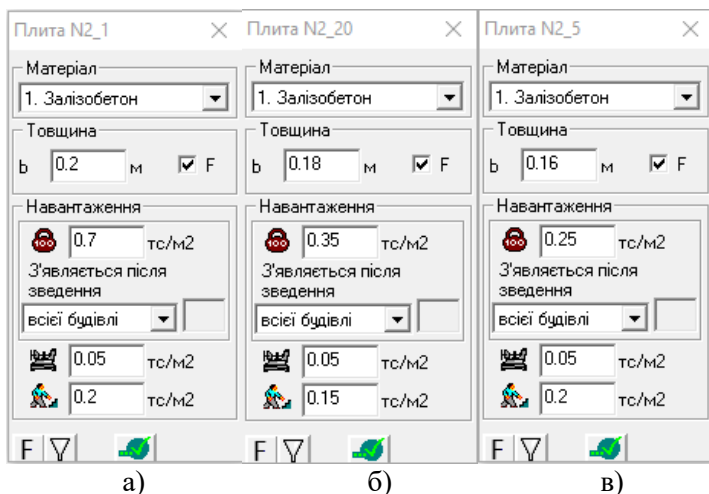 Плита N2_1
Матеріал
1. Залізобетон
Товщина
b 0.2 м F
Навантаження
100 0.7 тс/м2
З'являється після
зведення
всієї будівлі
0.05 тс/м2
0.2 тс/м2
F
а)
Плита N2_20
Матеріал
1. Залізобетон
Товщина
b 0.18 м F
Навантаження
100 0.35 тс/м2
З'являється після
зведення
всієї будівлі
0.05 тс/м2
0.15 тс/м2
F
б)
Плита N2_5
Матеріал
1. Залізобетон
Товщина
b 0.16 м F
Навантаження
100 0.25 тс/м2
З'являється після
зведення
всієї будівлі
0.05 тс/м2
0.2 тс/м2
F
в)